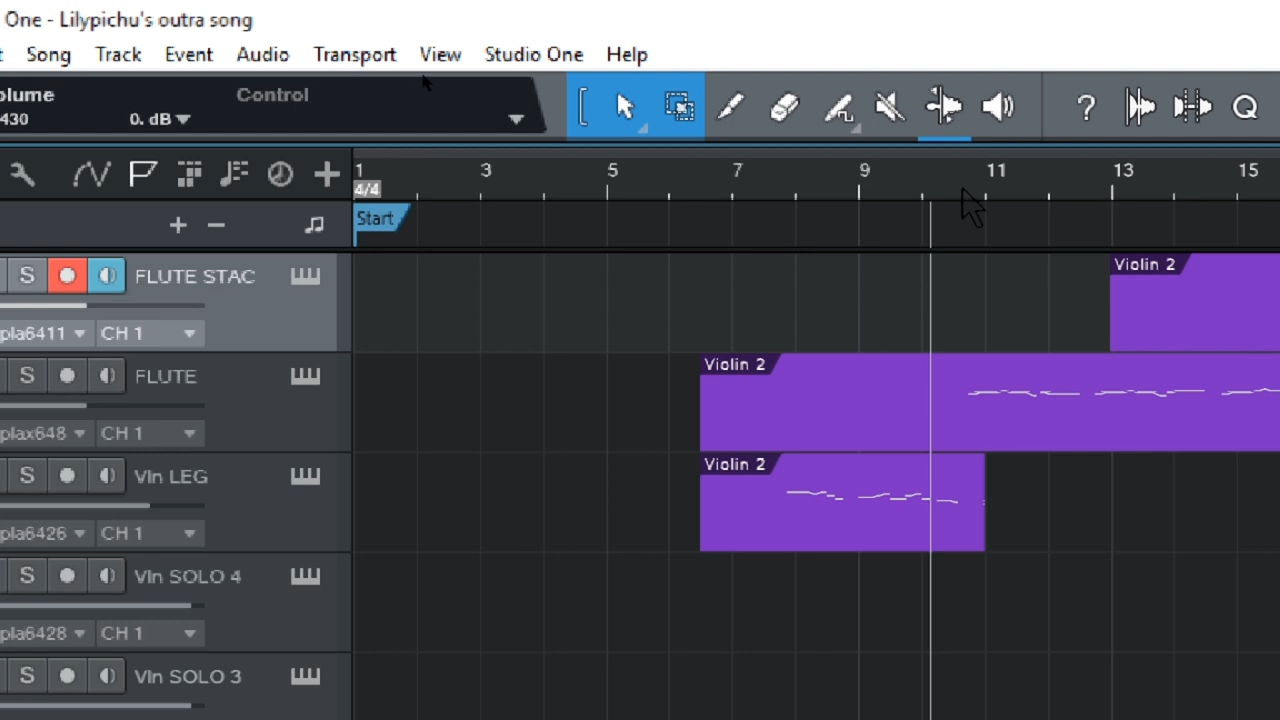 One - Lilypichu's outra song
t Song Track Event Audio Transport View Studio One Help
olume Control
430 0. dB
? Q
1 3 5 7 9 11 13 15
4/4
+ − Start
S FLUTE STAC Violin 2
pla6411 CH 1
S FLUTE Violin 2
plax648 CH 1
S Vln LEG Violin 2
pla6426 CH 1
S Vln SOLO 4
pla6428 CH 1
S Vln SOLO 3